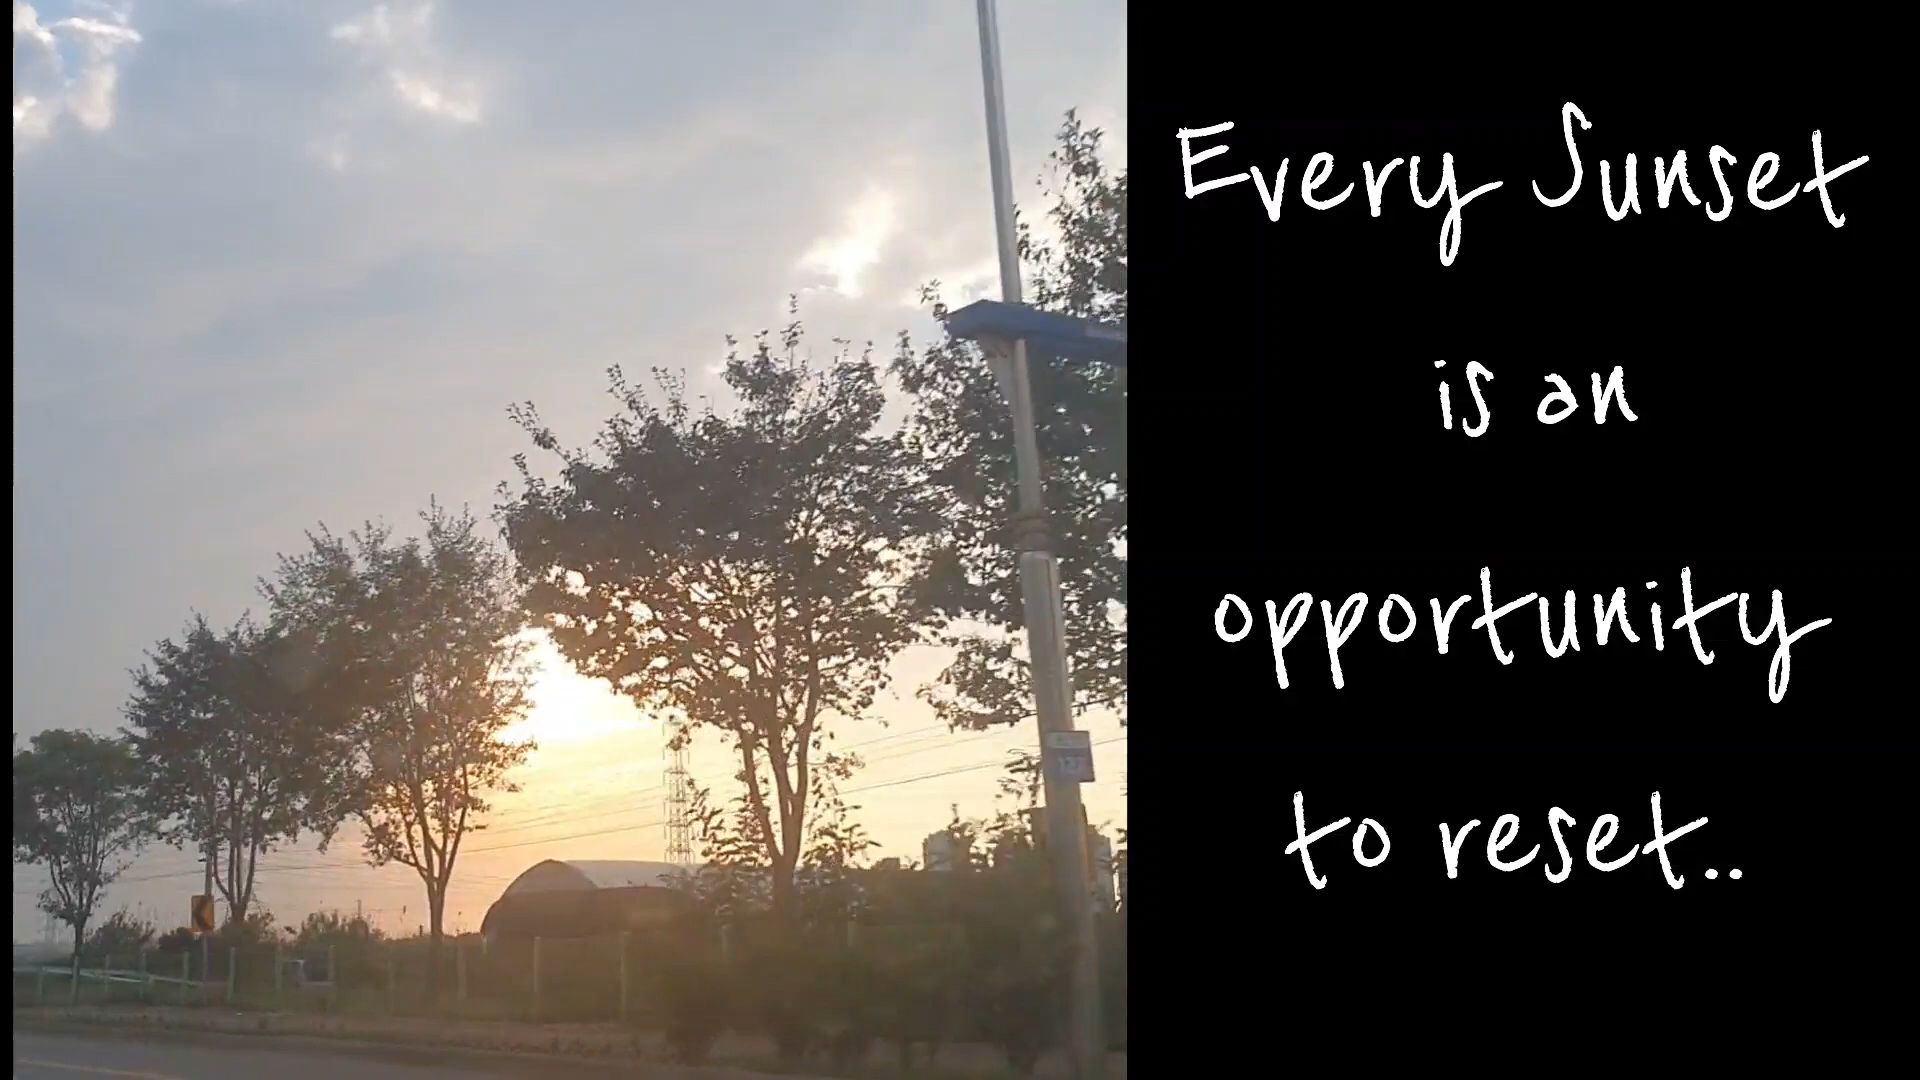 Every Sunset
is an
opportunity
to reset..